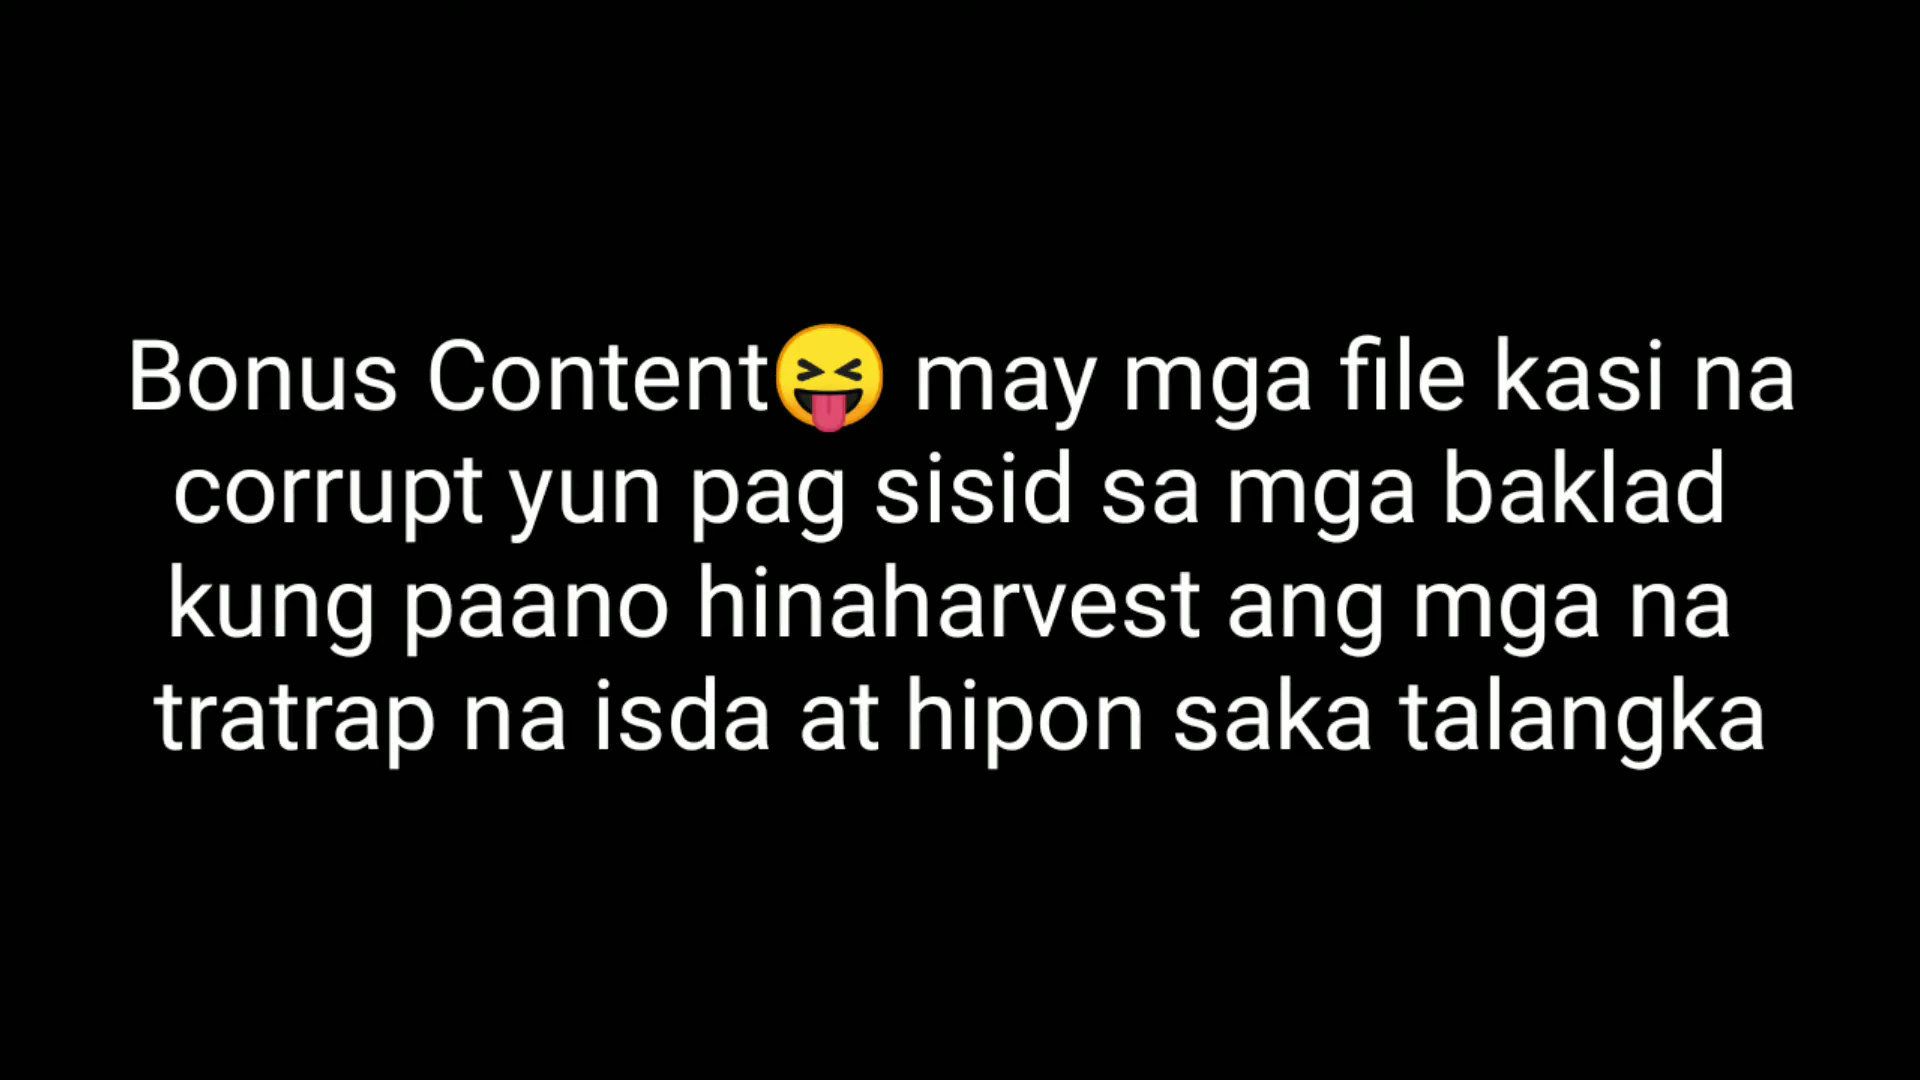 Bonus Content😝 may mga file kasi na
corrupt yun pag sisid sa mga baklad
kung paano hinaharvest ang mga na
tratrap na isda at hipon saka talangka